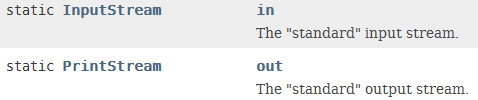 static InputStream in
The "standard" input stream.
static PrintStream out
The "standard" output stream.